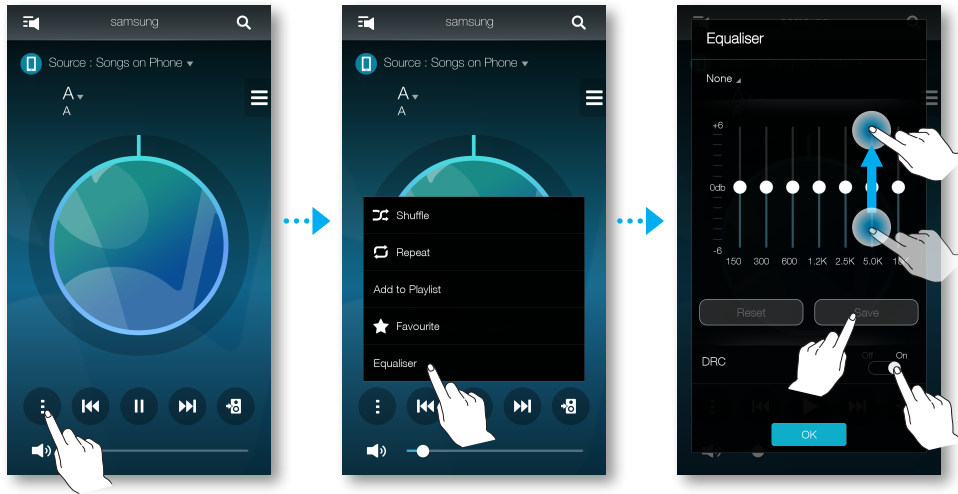 samsung
Source : Songs on Phone
A
A
samsung
Source : Songs on Phone
A
A
Shuffle
Repeat
Add to Playlist
Favourite
Equaliser
Equaliser
None
+6
0db
-6
150 300 600 1.2K 2.5K 5.0K
Reset Save
DRC Off On
OK